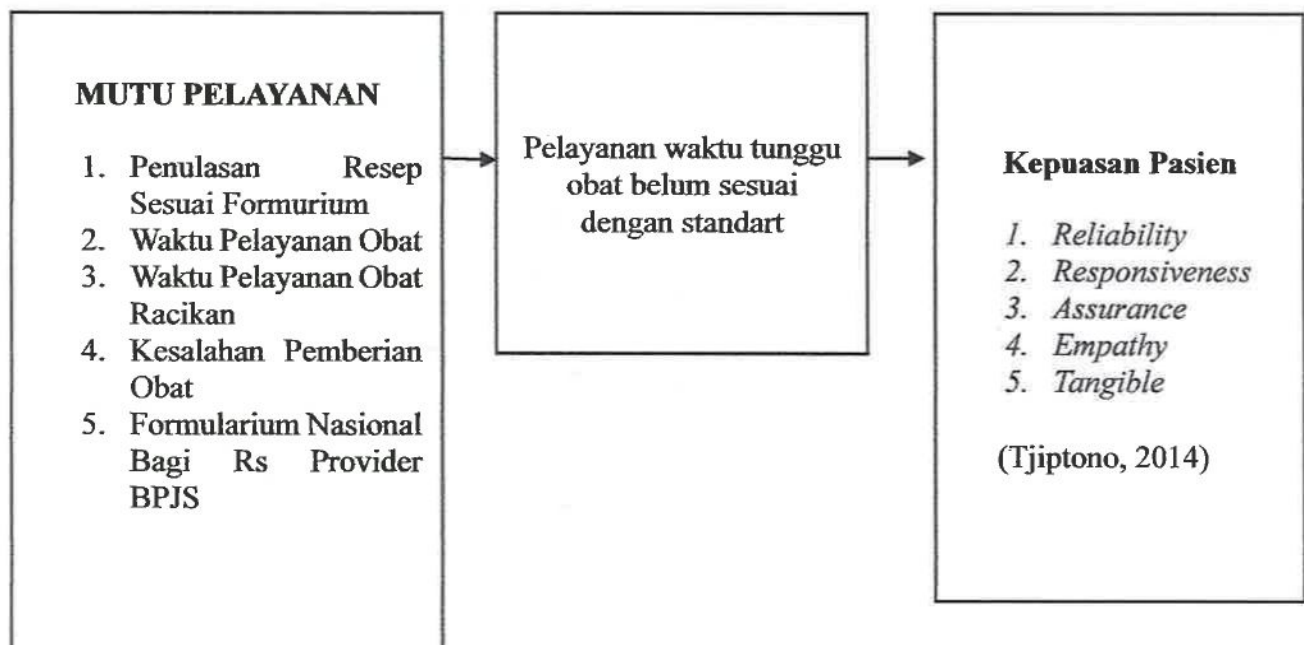 MUTU PELAYANAN
1. Penulasan Resep
Sesuai Formurium
2. Waktu Pelayanan Obat
3. Waktu Pelayanan Obat
Racikan
4. Kesalahan Pemberian
Obat
5. Formularium Nasional
Bagi Rs Provider
BPJS
Pelayanan waktu tunggu
obat belum sesuai
dengan standart
Kepuasan Pasien
1. Reliability
2. Responsiveness
3. Assurance
4. Empathy
5. Tangible
(Tjiptono, 2014)